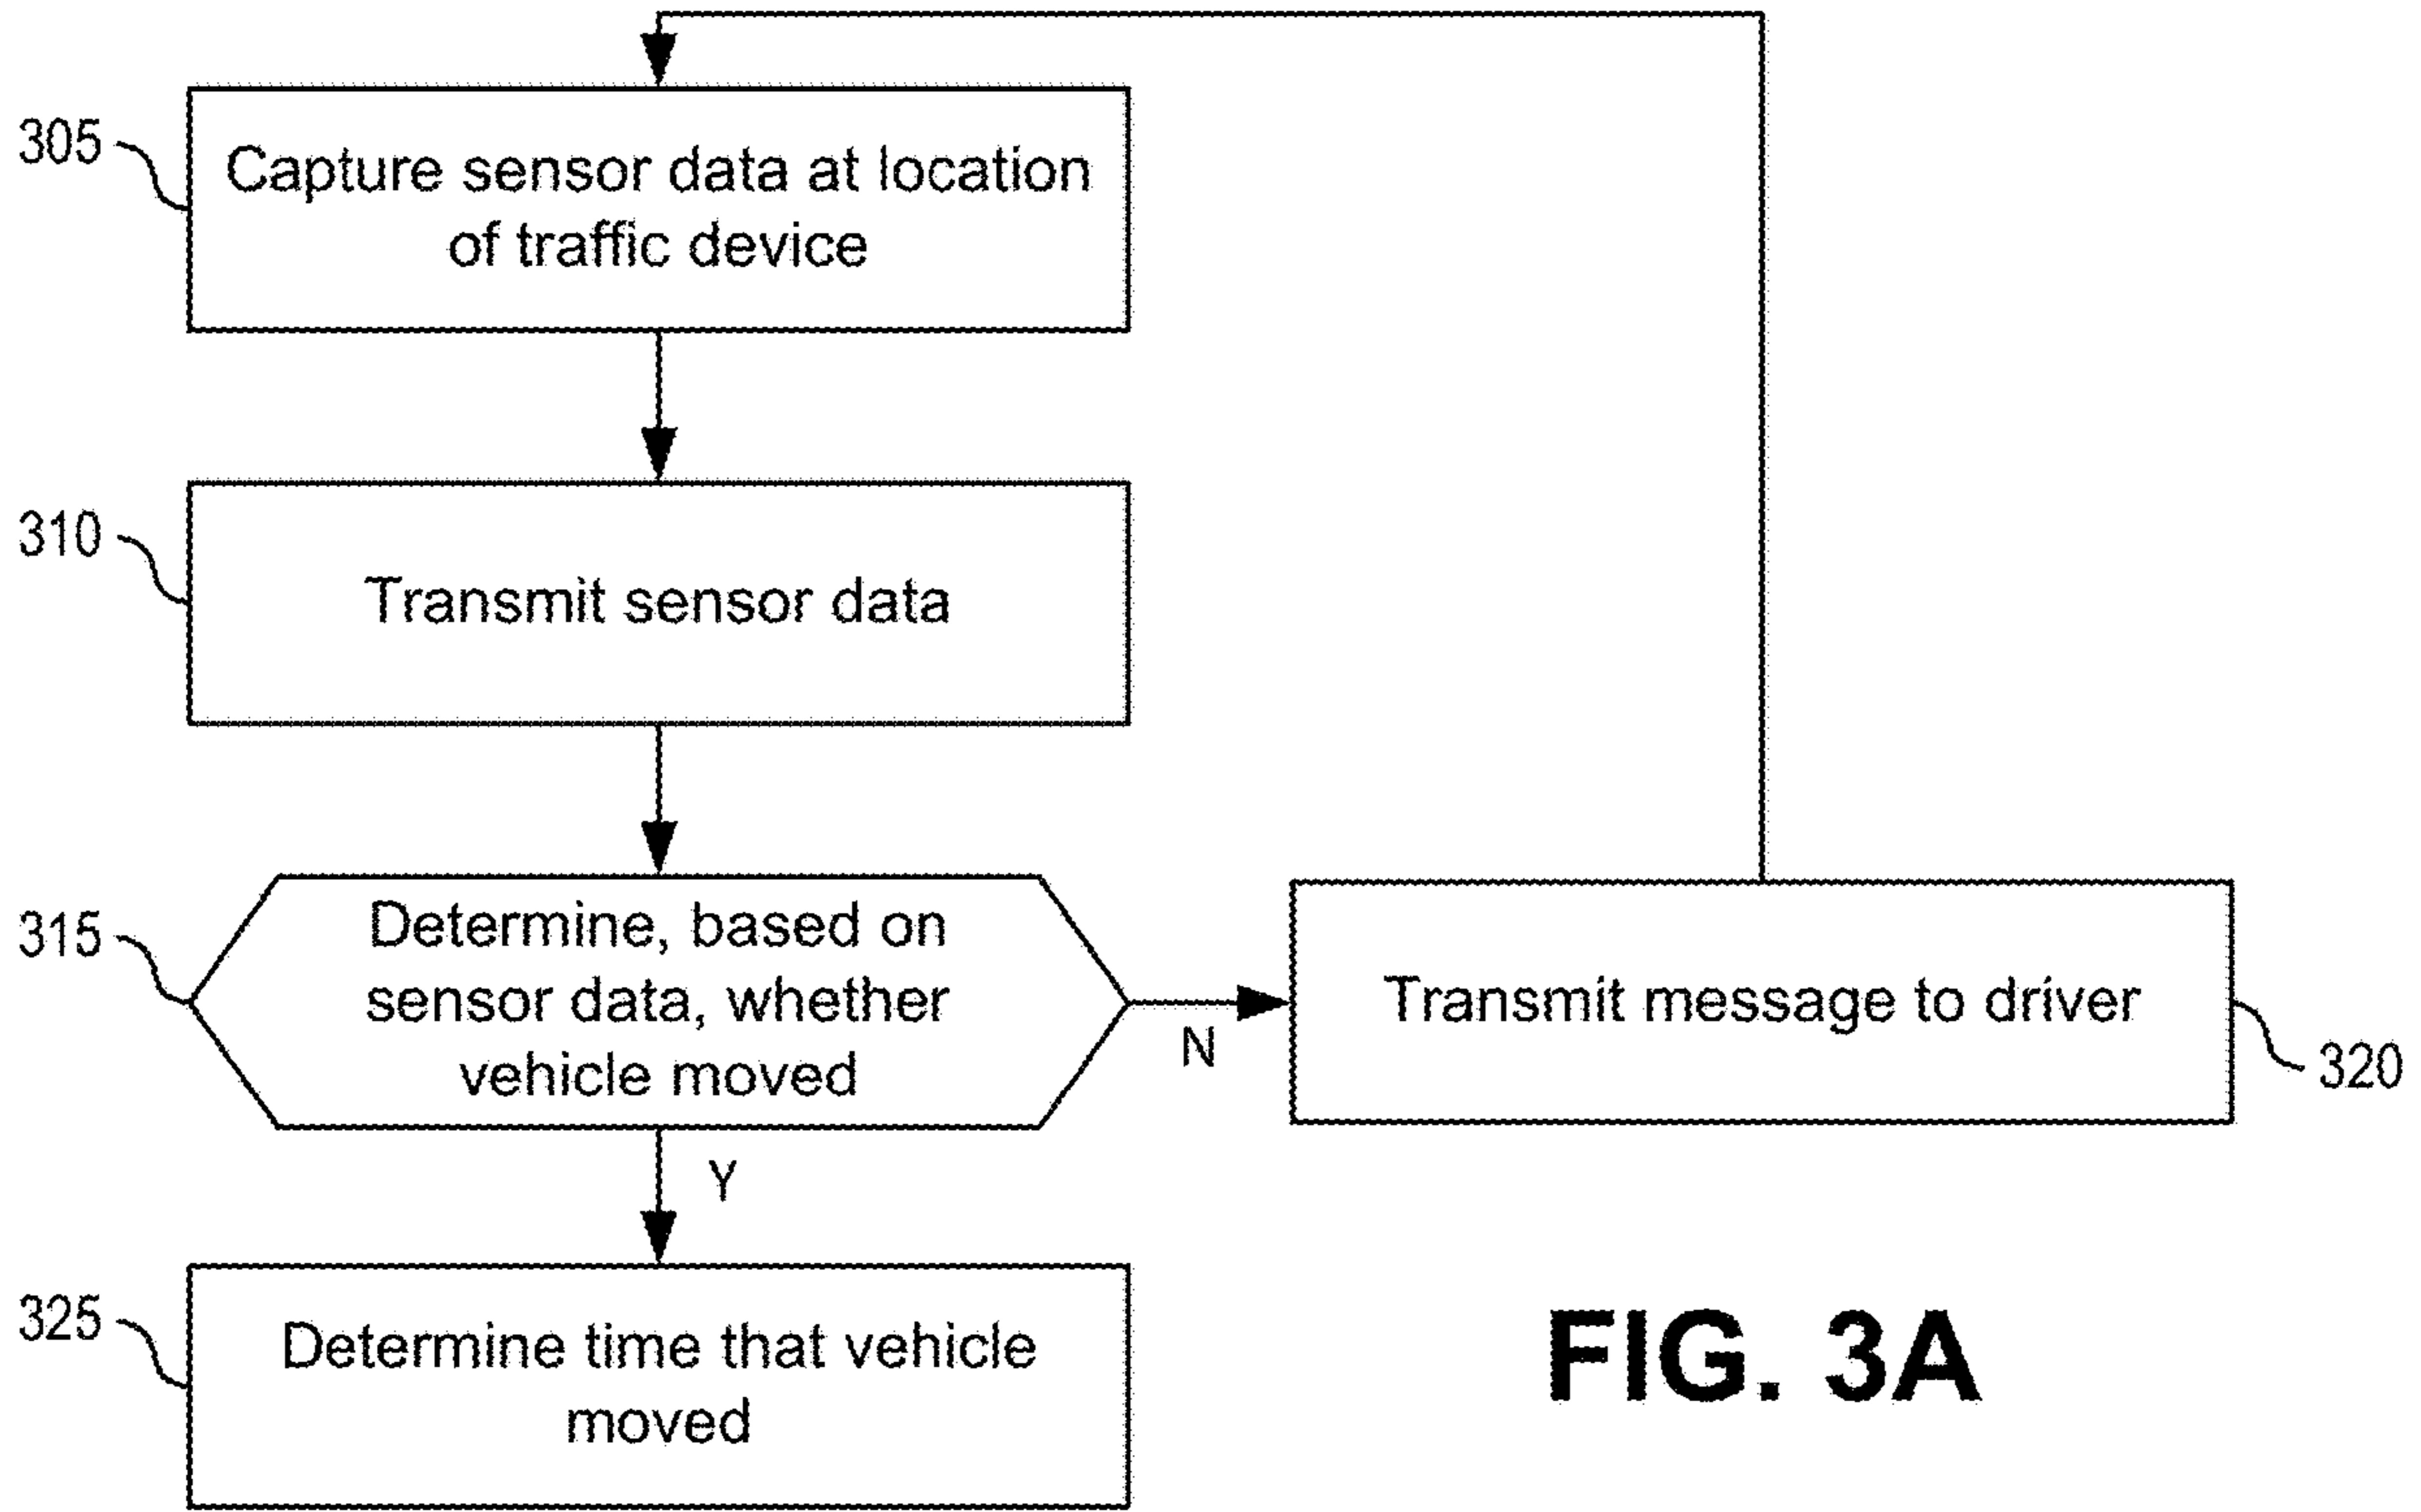 305
Capture sensor data at location
of traffic device
310
Transmit sensor data
315
Determine, based on
sensor data, whether
vehicle moved
N
Transmit message to driver
320
Y
325
Determine time that vehicle
moved
FIG. 3A